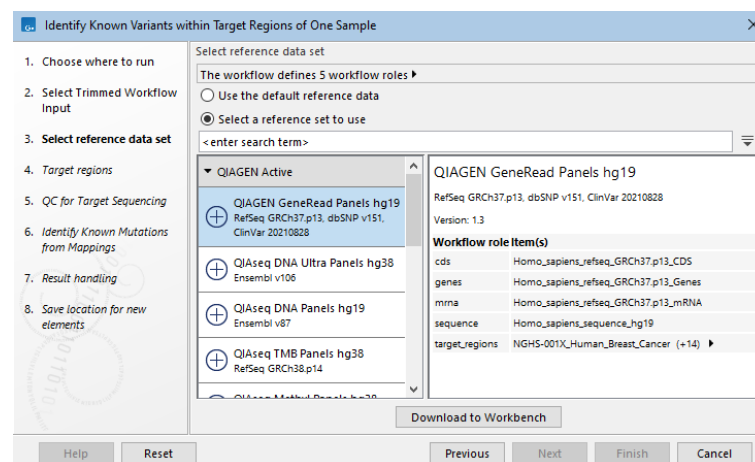 Identify Known Variants within Target Regions of One Sample
1. Choose where to run
2. Select Trimmed Workflow
Input
3. Select reference data set
4. Target regions
5. QC for Target Sequencing
6. Identify Known Mutations
from Mappings
7. Result handling
8. Save location for new
elements
Select reference data set
The workflow defines 5 workflow roles
Use the default reference data
Select a reference set to use
<enter search term>
QIAGEN Active
QIAGEN GeneRead Panels hg19
RefSeq GRCh37.p13, dbSNP v151,
ClinVar 20210828
QIAseq DNA Ultra Panels hg38
Ensembl v106
QIAseq DNA Panels hg19
Ensembl v87
QIAseq TMB Panels hg38
RefSeq GRCh38.p14
QIAGEN GeneRead Panels hg19
RefSeq GRCh37.p13, dbSNP v151, ClinVar 20210828
Version: 1.3
Workflow role Item(s)
cds Homo_sapiens_refseq_GRCh37.p13_CDS
genes Homo_sapiens_refseq_GRCh37.p13_Genes
mrna Homo_sapiens_refseq_GRCh37.p13_mRNA
sequence Homo_sapiens_sequence_hg19
target_regions NGHS-001X_Human_Breast_Cancer (+14)
Download to Workbench
Help Reset Previous Next Finish Cancel